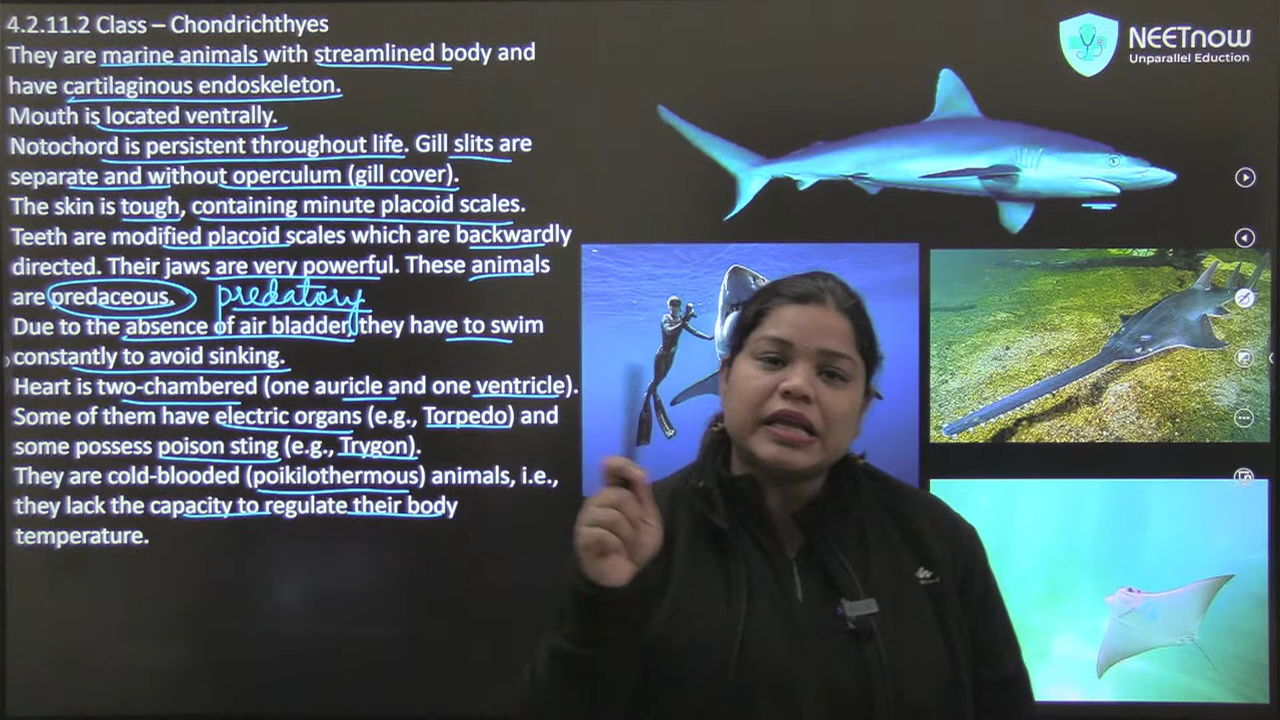 4.2.11.2 Class – Chondrichthyes
They are marine animals with streamlined body and
have cartilaginous endoskeleton.
Mouth is located ventrally.
Notochord is persistent throughout life. Gill slits are
separate and without operculum (gill cover).
The skin is tough, containing minute placoid scales.
Teeth are modified placoid scales which are backwardly
directed. Their jaws are very powerful. These animals
are predaceous. predatory
Due to the absence of air bladder, they have to swim
constantly to avoid sinking.
Heart is two-chambered (one auricle and one ventricle).
Some of them have electric organs (e.g., Torpedo) and
some possess poison sting (e.g., Trygon).
They are cold-blooded (poikilothermous) animals, i.e.,
they lack the capacity to regulate their body
temperature.
NEETnow
Unparallel Eduction